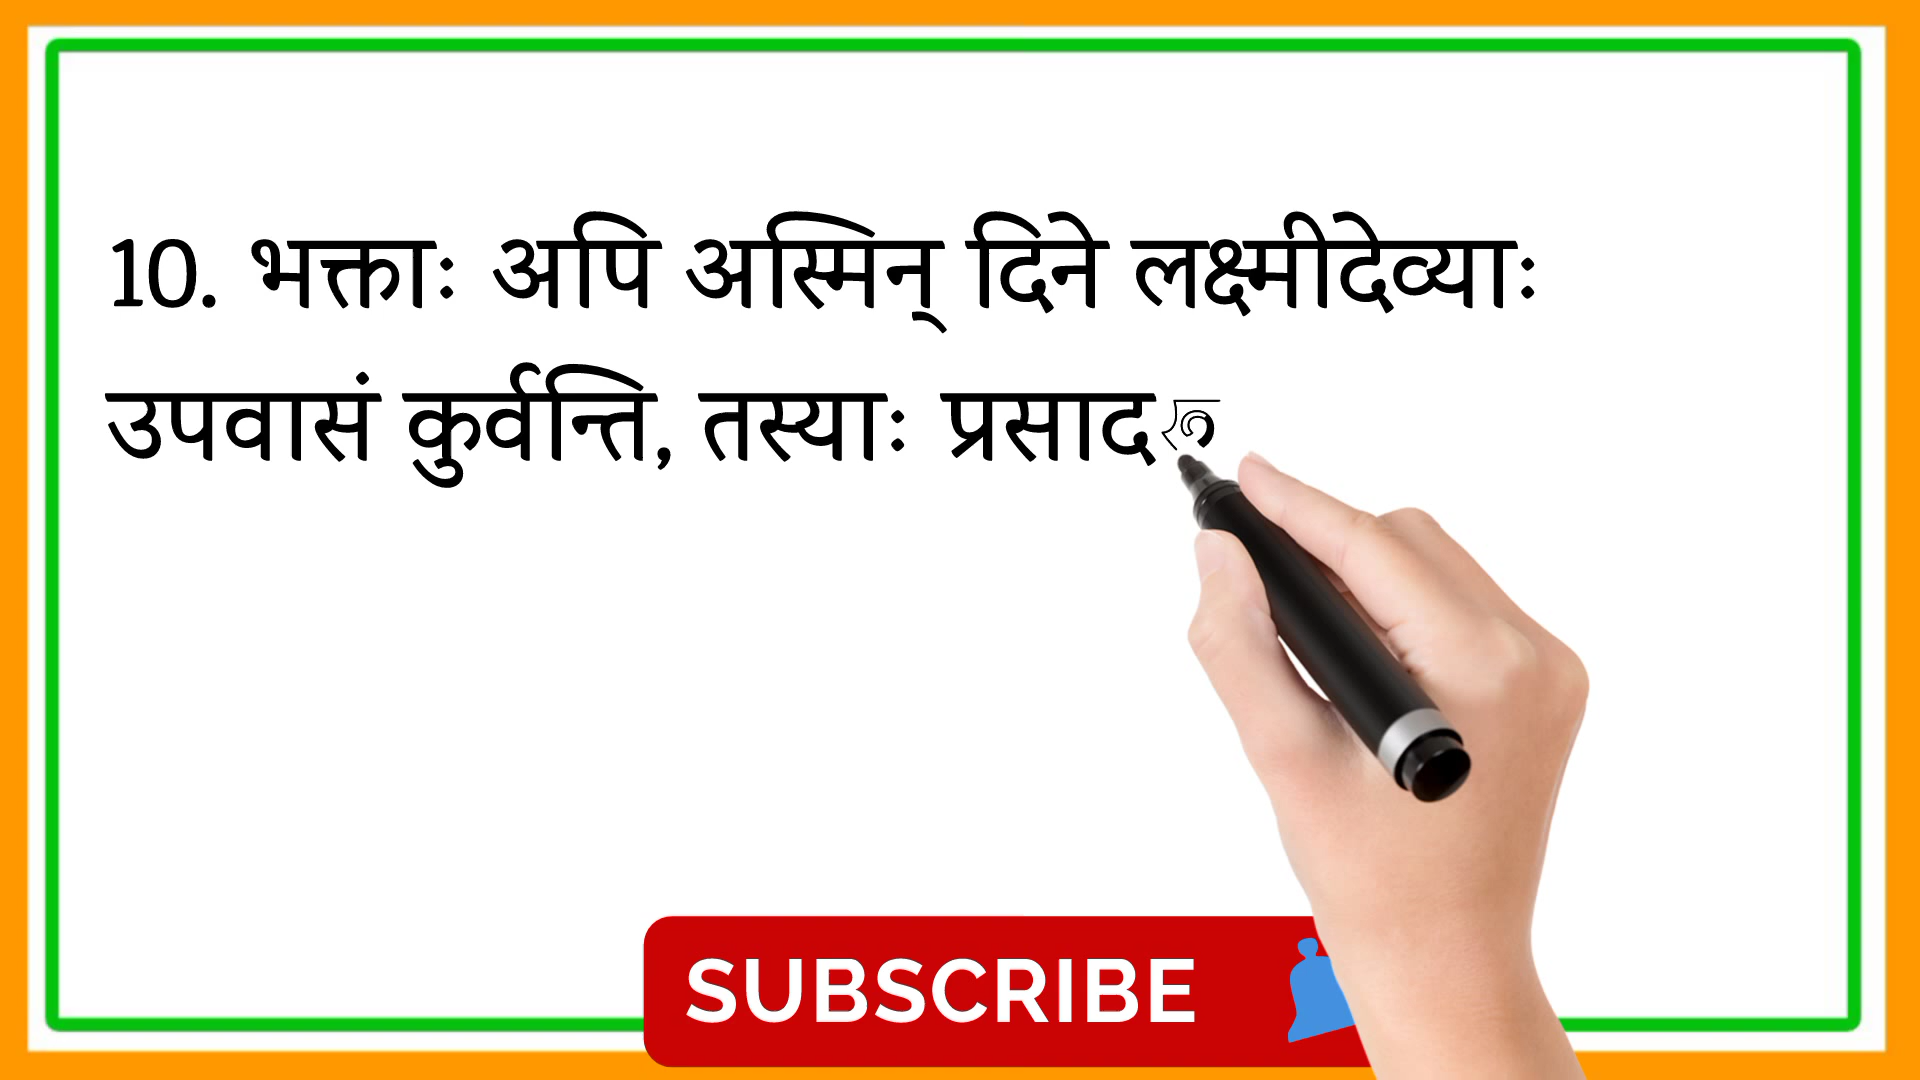 10. भक्ताः अपि अस्मिन् दिने लक्ष्मीदेव्याः
उपवासं कुर्वन्ति, तस्याः प्रसाद
SUBSCRIBE